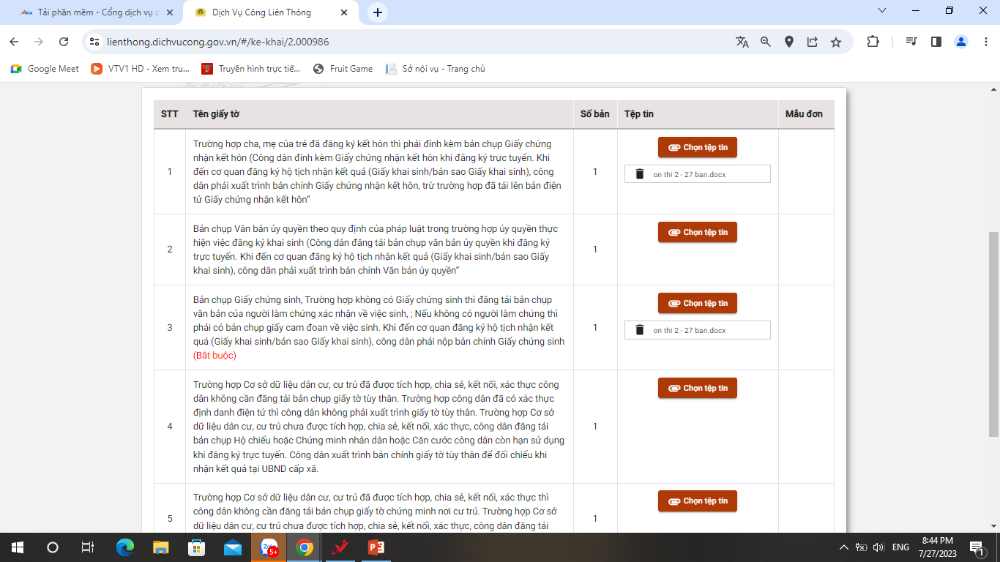 Tải phần mềm - Cổng dịch vụ c
Dịch Vụ Công Liên Thông
lienthong.dichvucong.gov.vn/#/ke-khai/2.000986
Google Meet
VTV1 HD - Xem tru...
Truyền hình trực tiế...
Fruit Game
Sở nội vụ - Trang chủ
STT Tên giấy tờ Số bản Tệp tin Mẫu đơn
1
Trường hợp cha, mẹ của trẻ đã đăng ký kết hôn thì phải đính kèm bản chụp Giấy chứng
nhận kết hôn (Công dân đính kèm Giấy chứng nhận kết hôn khi đăng ký trực tuyến. Khi
đến cơ quan đăng ký hộ tịch nhận kết quả (Giấy khai sinh/bản sao Giấy khai sinh), công
dân phải xuất trình bản chính Giấy chứng nhận kết hôn, trừ trường hợp đã tải lên bản điện
tử Giấy chứng nhận kết hôn”
1
Chọn tệp tin
on thi 2 - 27 ban.docx
2
Bản chụp Văn bản ủy quyền theo quy định của pháp luật trong trường hợp ủy quyền thực
hiện việc đăng ký khai sinh (Công dân đăng tải bản chụp văn bản ủy quyền khi đăng ký
trực tuyến. Khi đến cơ quan đăng ký hộ tịch nhận kết quả (Giấy khai sinh/bản sao Giấy
khai sinh), công dân phải xuất trình bản chính Văn bản ủy quyền”
1
Chọn tệp tin
3
Bản chụp Giấy chứng sinh, Trường hợp không có Giấy chứng sinh thì đăng tải bản chụp
văn bản của người làm chứng xác nhận về việc sinh, ; Nếu không có người làm chứng thì
phải có bản chụp giấy cam đoan về việc sinh. Khi đến cơ quan đăng ký hộ tịch nhận kết
quả (Giấy khai sinh/bản sao Giấy khai sinh), công dân phải nộp bản chính Giấy chứng sinh
(Bắt buộc)
1
Chọn tệp tin
on thi 2 - 27 ban.docx
4
Trường hợp Cơ sở dữ liệu dân cư, cư trú đã được tích hợp, chia sẻ, kết nối, xác thực công
dân không cần đăng tải bản chụp giấy tờ tùy thân. Trường hợp công dân đã có xác thực
định danh điện tử thì công dân không phải xuất trình giấy tờ tùy thân. Trường hợp Cơ sở
dữ liệu dân cư, cư trú chưa được tích hợp, chia sẻ, kết nối, xác thực, công dân đăng tải
bản chụp Hộ chiếu hoặc Chứng minh nhân dân hoặc Căn cước công dân còn hạn sử dụng
khi đăng ký trực tuyến. Công dân xuất trình bản chính giấy tờ tùy thân để đối chiếu khi
nhận kết quả tại UBND cấp xã.
1
Chọn tệp tin
5
Trường hợp Cơ sở dữ liệu dân cư, cư trú đã được tích hợp, chia sẻ, kết nối, xác thực thì
công dân không cần đăng tải bản chụp giấy tờ chứng minh nơi cư trú. Trường hợp Cơ sở
dữ liệu dân cư, cư trú chưa được tích hợp, chia sẻ, kết nối, xác thực, công dân đăng tải
1
Chọn tệp tin
5+
ENG
8:44 PM
7/27/2023
1